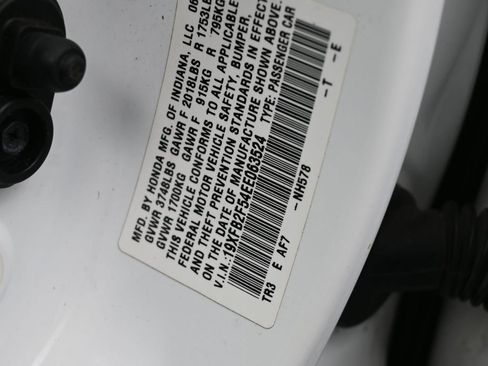 MFD. BY HONDA MFG. OF INDIANA, LLC 06
GVWR 3748LBS GAWR F 2018LBS R 1753LB
GVWR 1700KG GAWR F 915KG R 795KG
THIS VEHICLE CONFORMS TO ALL APPLICABLE
FEDERAL MOTOR VEHICLE SAFETY, BUMPER,
AND THEFT PREVENTION STANDARDS IN EFFECT
ON THE DATE OF MANUFACTURE SHOWN ABOVE.
V.I.N.: TYPE: PASSENGER CAR
TR3 E AF7 -NH578 -T -E